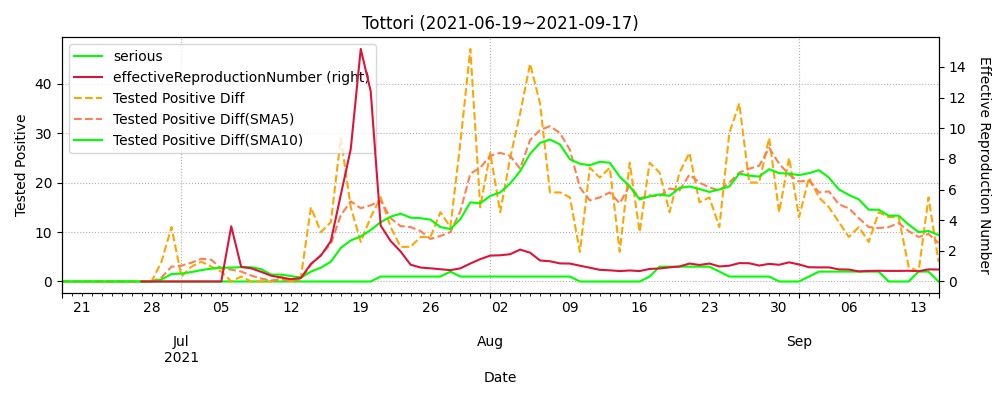 Tottori (2021-06-19~2021-09-17)
serious
effectiveReproductionNumber (right)
Tested Positive Diff
Tested Positive Diff(SMA5)
Tested Positive Diff(SMA10)
Tested Positive
40
30
20
10
0
14
12
10
8
6
4
2
0
Effective Reproduction Number
21 28 05 12 19 26 02 09 16 23 30 06 13
Jul Aug Sep
2021
Date